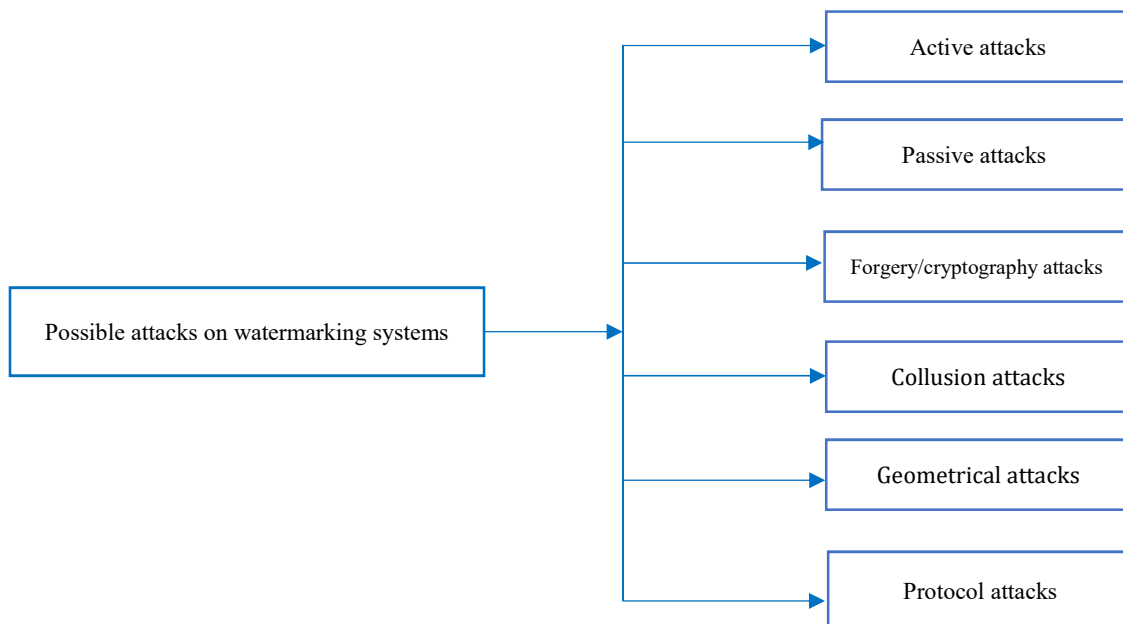 Active attacks
Passive attacks
Forgery/cryptography attacks
Possible attacks on watermarking systems
Collusion attacks
Geometrical attacks
Protocol attacks